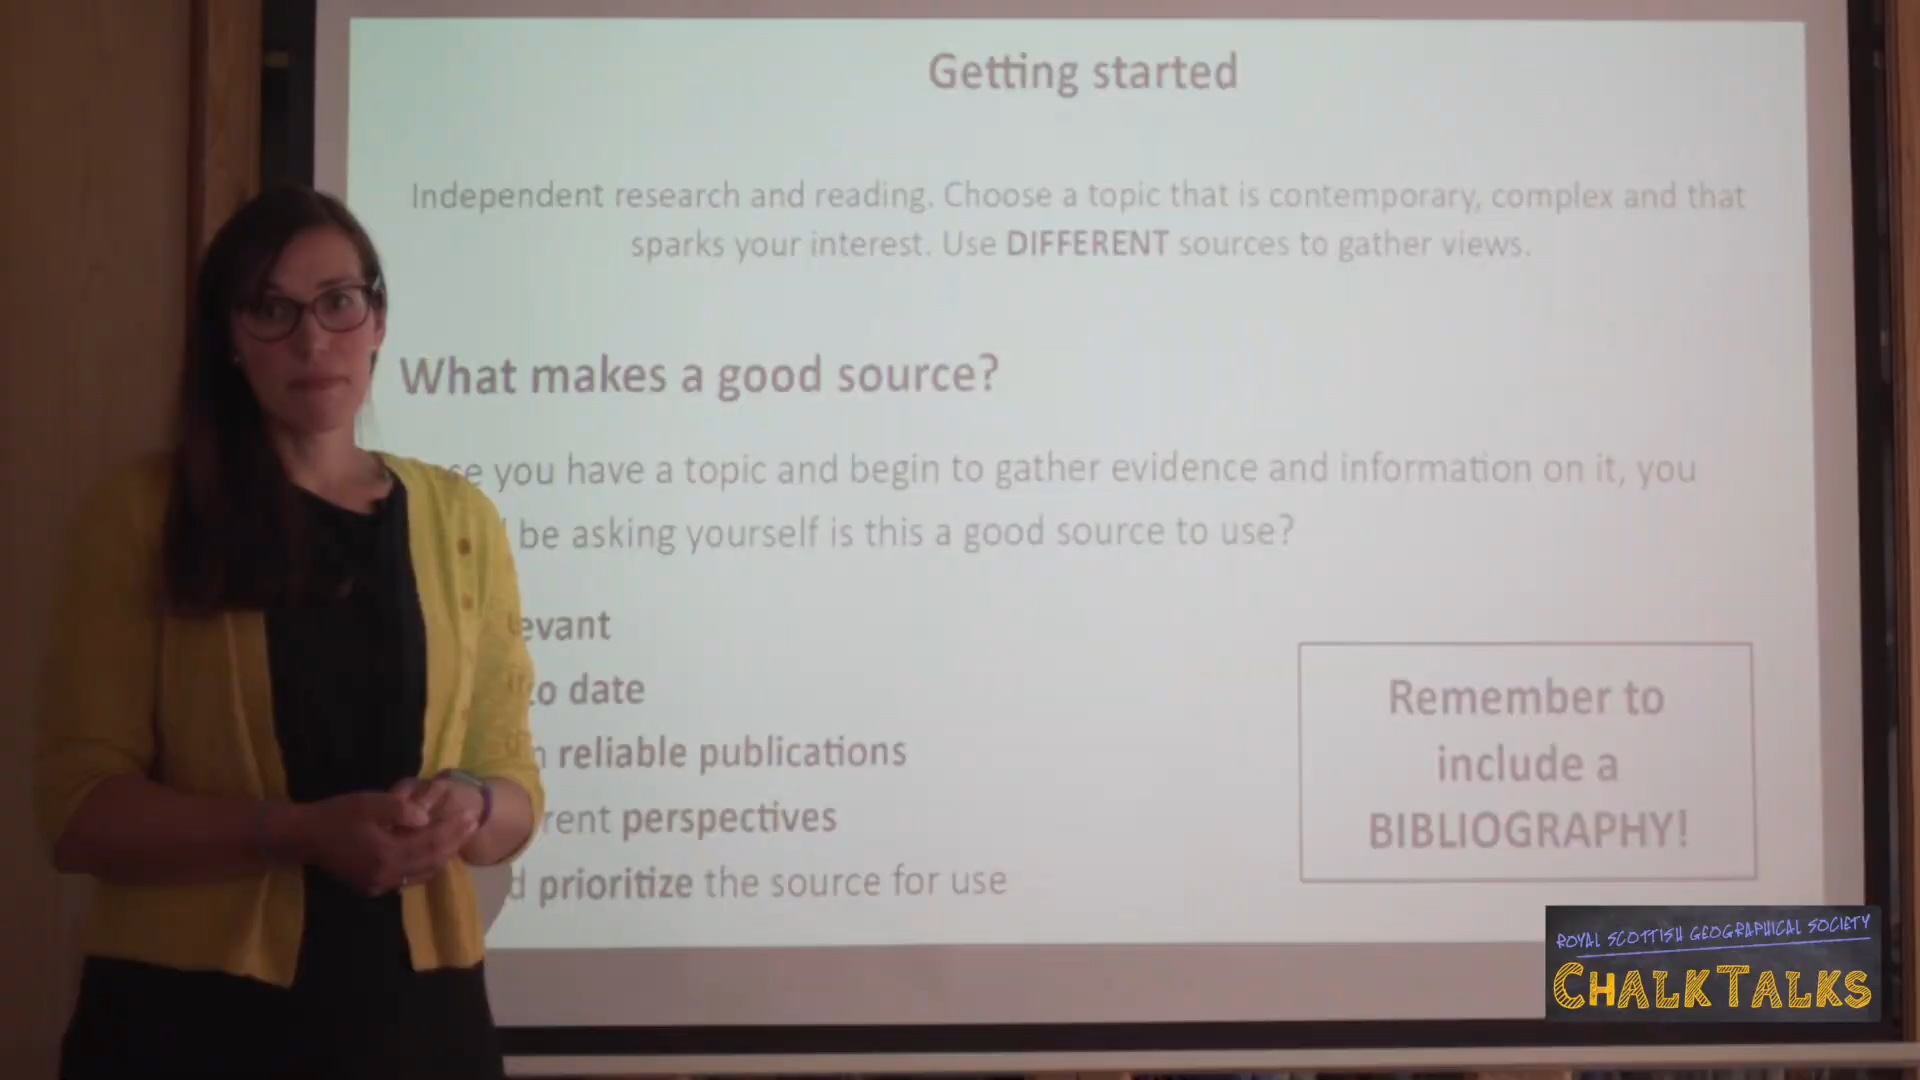 Getting started
Independent research and reading. Choose a topic that is contemporary, complex and that
sparks your interest. Use DIFFERENT sources to gather views.
What makes a good source?
you have a topic and begin to gather evidence and information on it, you
be asking yourself is this a good source to use?
evant
to date
reliable publications
rent perspectives
prioritize the source for use
Remember to
include a
BIBLIOGRAPHY!
ROYAL SCOTTISH GEOGRAPHICAL SOCIETY
CHALKTALKS